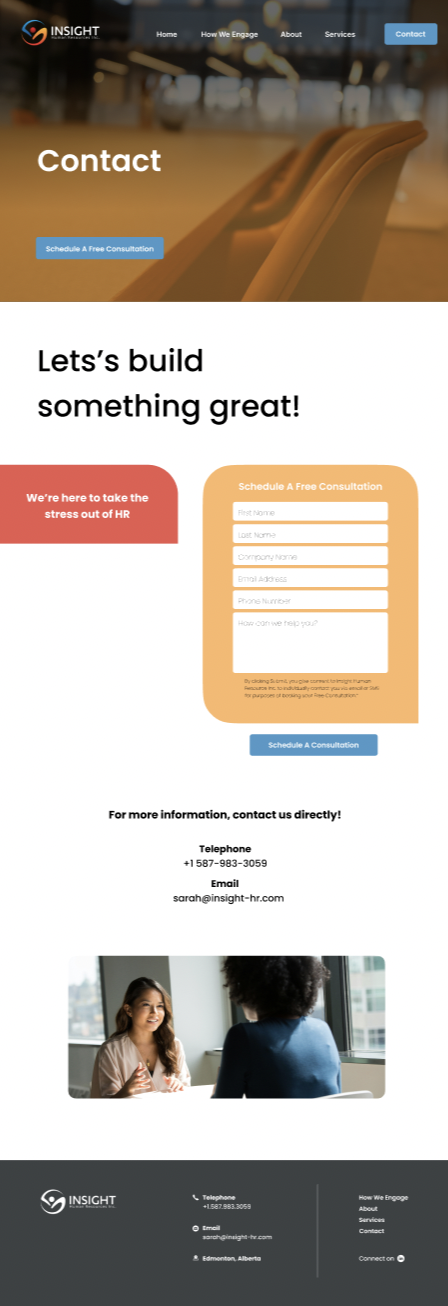 INSIGHT
Human Resources Inc.
Home
How We Engage
About
Services
Contact
Contact
Schedule A Free Consultation
Lets’s build
something great!
We’re here to take the
stress out of HR
Schedule A Free Consultation
First Name
Last Name
Company Name
Email Address
Phone Number
How can we help you?
By clicking Submit, you give consent to Insight Human
Resource Inc. to individually contact you via email or SMS
for purposes of booking your Free Consultation*
Schedule A Consultation
For more information, contact us directly!
Telephone
+1 587-983-3059
Email
sarah@insight-hr.com
INSIGHT
Human Resources Inc.
Telephone
+1.587.983.3059
Email
sarah@insight-hr.com
Edmonton, Alberta
How We Engage
About
Services
Contact
Connect on